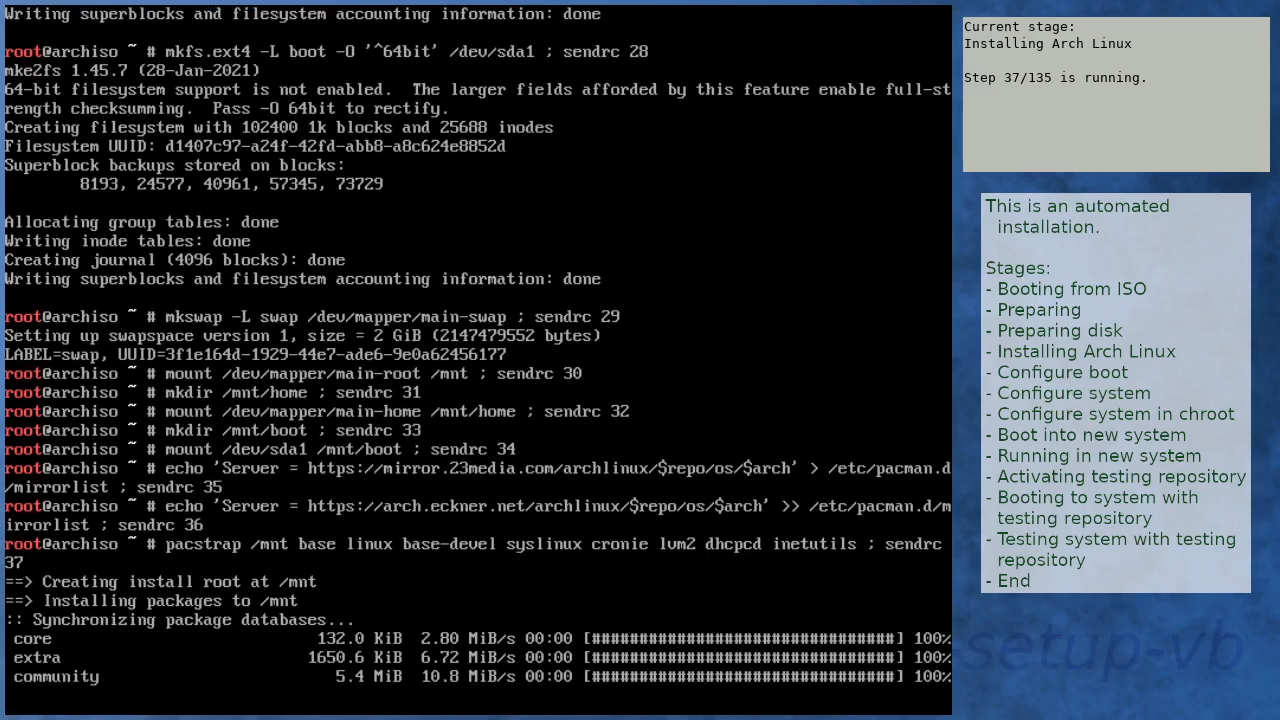 Writing superblocks and filesystem accounting information: done
root@archiso ~ # mkfs.ext4 -L boot -O '^64bit' /dev/sda1 ; sendrc 28
mke2fs 1.45.7 (28-Jan-2021)
64-bit filesystem support is not enabled.  The larger fields afforded by this feature enable full-st
rength checksumming.  Pass -O 64bit to rectify.
Creating filesystem with 102400 1k blocks and 25688 inodes
Filesystem UUID: d1407c97-a24f-42fd-abb8-a8c624e8852d
Superblock backups stored on blocks:
        8193, 24577, 40961, 57345, 73729
Allocating group tables: done
Writing inode tables: done
Creating journal (4096 blocks): done
Writing superblocks and filesystem accounting information: done
root@archiso ~ # mkswap -L swap /dev/mapper/main-swap ; sendrc 29
Setting up swapspace version 1, size = 2 GiB (2147479552 bytes)
LABEL=swap, UUID=3f1e164d-1929-44e7-ade6-9e0a62456177
root@archiso ~ # mount /dev/mapper/main-root /mnt ; sendrc 30
root@archiso ~ # mkdir /mnt/home ; sendrc 31
root@archiso ~ # mount /dev/mapper/main-home /mnt/home ; sendrc 32
root@archiso ~ # mkdir /mnt/boot ; sendrc 33
root@archiso ~ # mount /dev/sda1 /mnt/boot ; sendrc 34
root@archiso ~ # echo 'Server = https://mirror.23media.com/archlinux/$repo/os/$arch' > /etc/pacman.d
/mirrorlist ; sendrc 35
root@archiso ~ # echo 'Server = https://arch.eckner.net/archlinux/$repo/os/$arch' >> /etc/pacman.d/m
irrorlist ; sendrc 36
root@archiso ~ # pacstrap /mnt base linux base-devel syslinux cronie lvm2 dhcpcd inetutils ; sendrc
37
==> Creating install root at /mnt
==> Installing packages to /mnt
:: Synchronizing package databases...
 core                            132.0 KiB  2.80 MiB/s 00:00 [################################] 100%
 extra                          1650.6 KiB  6.72 MiB/s 00:00 [################################] 100%
 community                         5.4 MiB  10.8 MiB/s 00:00 [################################] 100%
Current stage:
Installing Arch Linux
Step 37/135 is running.
This is an automated
installation.
Stages:
- Booting from ISO
- Preparing
- Preparing disk
- Installing Arch Linux
- Configure boot
- Configure system
- Configure system in chroot
- Boot into new system
- Running in new system
- Activating testing repository
- Booting to system with
testing repository
- Testing system with testing
repository
- End
setup-vb